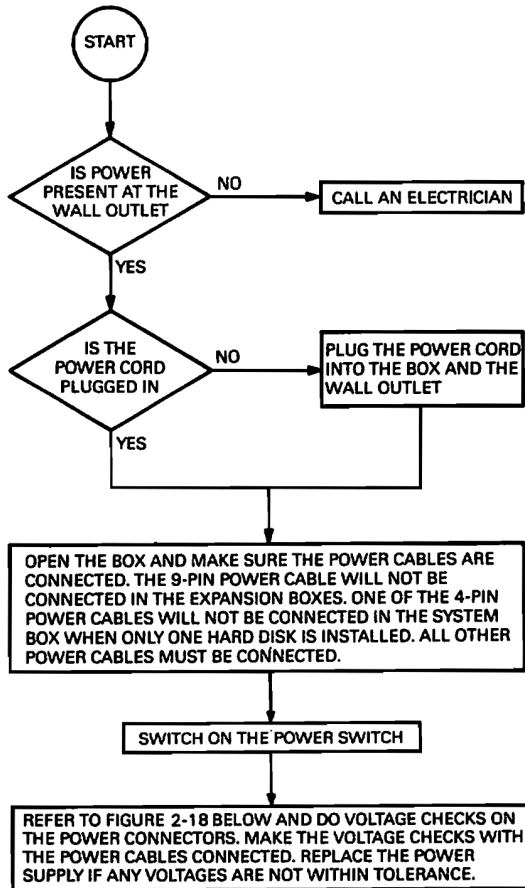 START
IS POWER
PRESENT AT THE
WALL OUTLET
NO
CALL AN ELECTRICIAN
YES
IS THE
POWER CORD
PLUGGED IN
NO
PLUG THE POWER CORD
INTO THE BOX AND THE
WALL OUTLET
YES
OPEN THE BOX AND MAKE SURE THE POWER CABLES ARE
CONNECTED. THE 9-PIN POWER CABLE WILL NOT BE
CONNECTED IN THE EXPANSION BOXES. ONE OF THE 4-PIN
POWER CABLES WILL NOT BE CONNECTED IN THE SYSTEM
BOX WHEN ONLY ONE HARD DISK IS INSTALLED. ALL OTHER
POWER CABLES MUST BE CONNECTED.
SWITCH ON THE POWER SWITCH
REFER TO FIGURE 2-18 BELOW AND DO VOLTAGE CHECKS ON
THE POWER CONNECTORS. MAKE THE VOLTAGE CHECKS WITH
THE POWER CABLES CONNECTED. REPLACE THE POWER
SUPPLY IF ANY VOLTAGES ARE NOT WITHIN TOLERANCE.